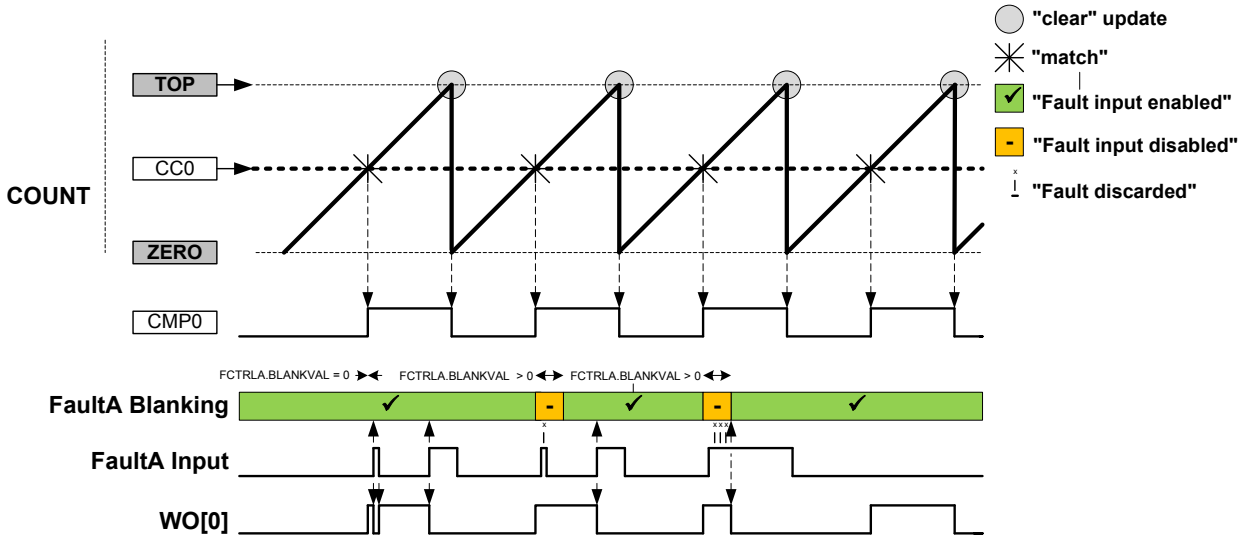 "clear" update
"match"
"Fault input enabled"
"Fault input disabled"
"Fault discarded"
x
-
TOP
CC0
COUNT
ZERO
CMP0
FCTRLA.BLANKVAL = 0
FCTRLA.BLANKVAL > 0
FCTRLA.BLANKVAL > 0
FaultA Blanking
✓
-
✓
-
✓
x
xxx
FaultA Input
WO[0]